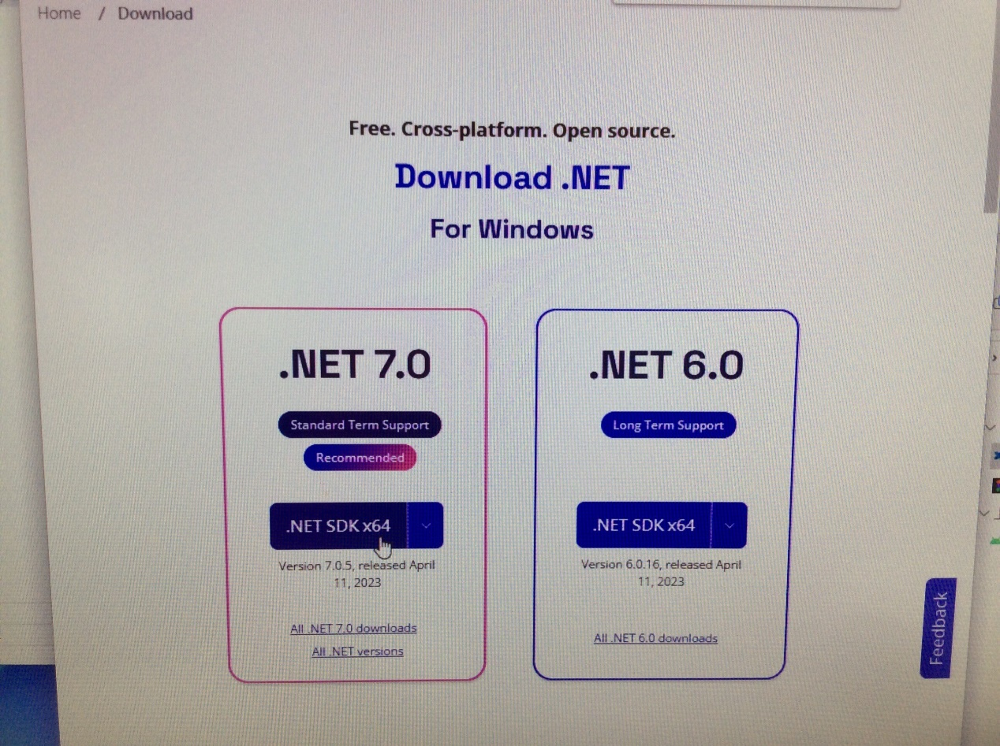 Home / Download
Free. Cross-platform. Open source.
Download .NET
For Windows
.NET 7.0
Standard Term Support
Recommended
.NET SDK x64
Version 7.0.5, released April
11, 2023
All .NET 7.0 downloads
All .NET versions
.NET 6.0
Long Term Support
.NET SDK x64
Version 6.0.16, released April
11, 2023
All .NET 6.0 downloads
Feedback